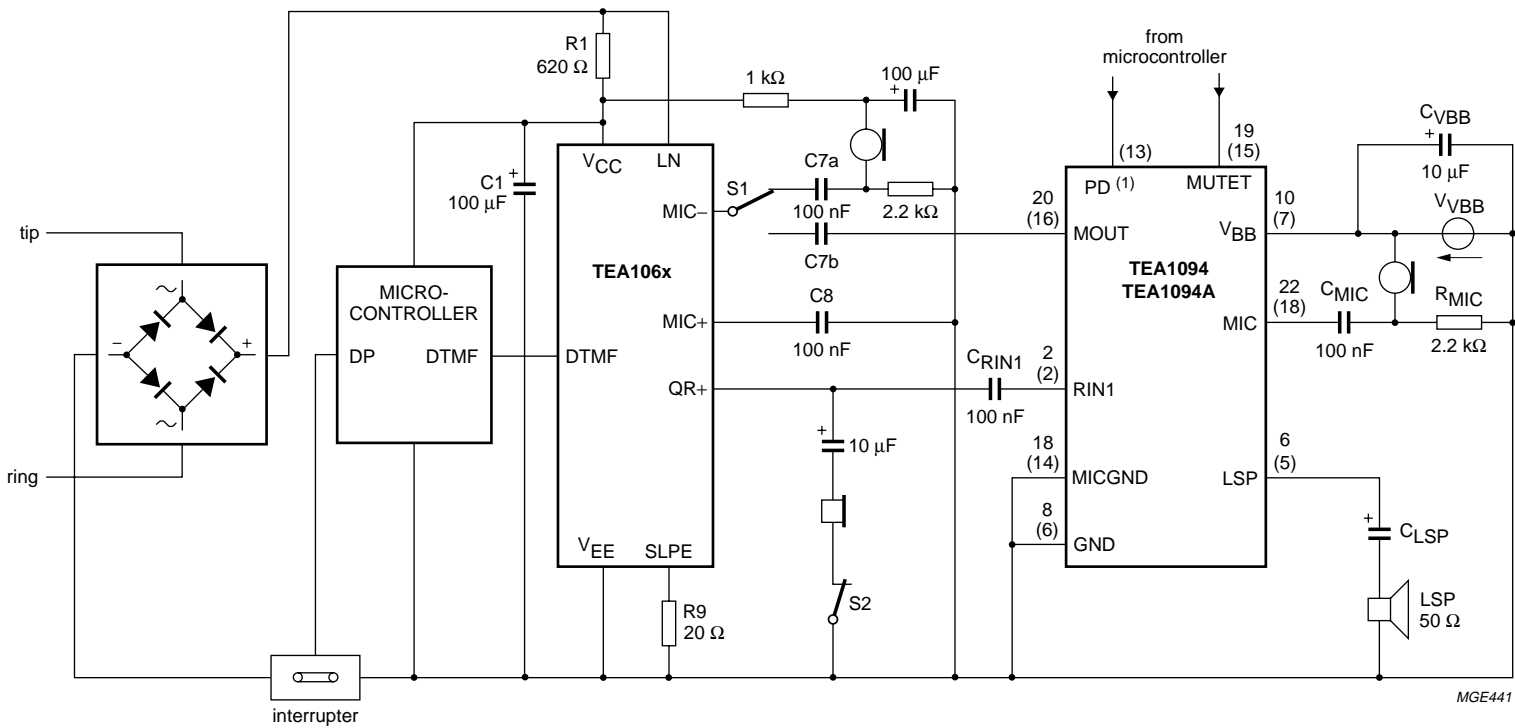 from
microcontroller
R1
620 Ω
1 kΩ
100 μF
+
19
(15)
(13)
C_VBB
+
10 μF
V_CC
LN
C1
+
100 μF
S1
C7a
100 nF
2.2 kΩ
PD (1)
MUTET
20
(16)
10
(7)
V_VBB
MIC−
MOUT
V_BB
tip
C7b
TEA106x
TEA1094
TEA1094A
MICRO-
CONTROLLER
C8
22
(18)
C_MIC
R_MIC
MIC+
100 nF
MIC
100 nF
2.2 kΩ
−
+
∼
∼
DP
DTMF
DTMF
C_RIN1
2
(2)
QR+
RIN1
100 nF
+
10 μF
18
(14)
6
(5)
ring
MICGND
LSP
8
(6)
+
C_LSP
GND
V_EE
SLPE
S2
R9
20 Ω
LSP
50 Ω
interrupter
MGE441